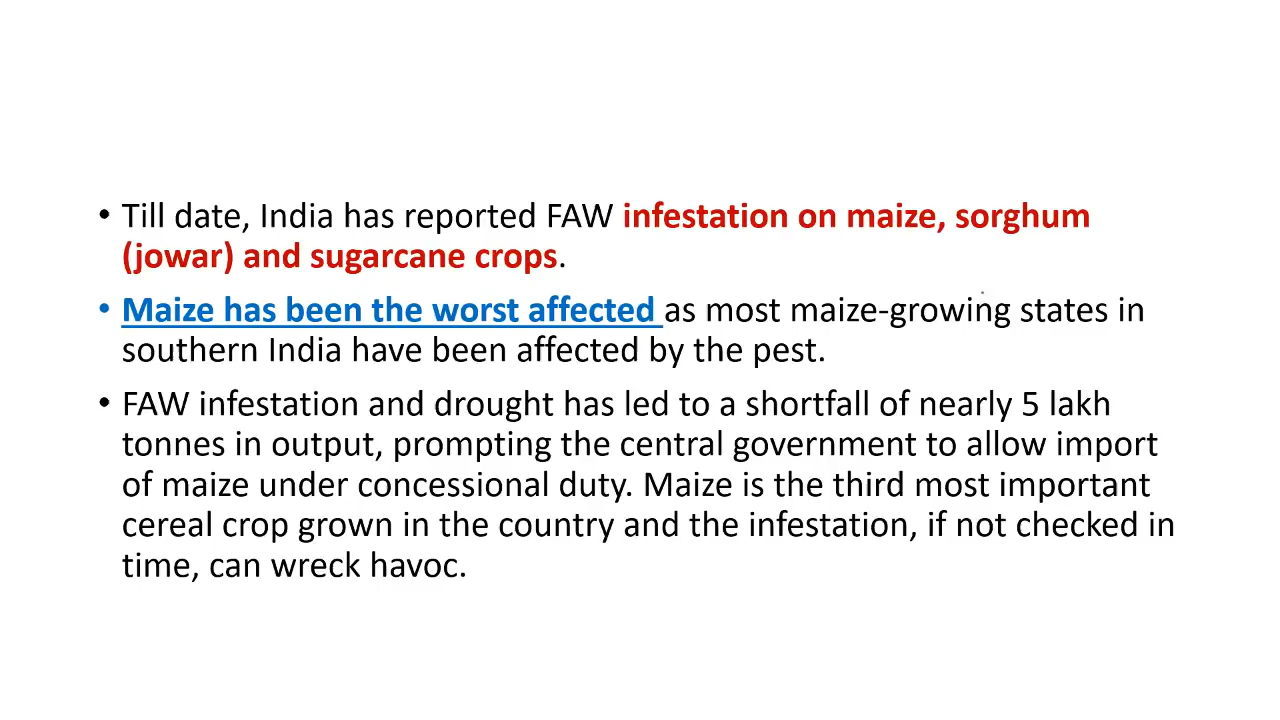 • Till date, India has reported FAW infestation on maize, sorghum
(jowar) and sugarcane crops.
• Maize has been the worst affected as most maize-growing states in
southern India have been affected by the pest.
• FAW infestation and drought has led to a shortfall of nearly 5 lakh
tonnes in output, prompting the central government to allow import
of maize under concessional duty. Maize is the third most important
cereal crop grown in the country and the infestation, if not checked in
time, can wreck havoc.